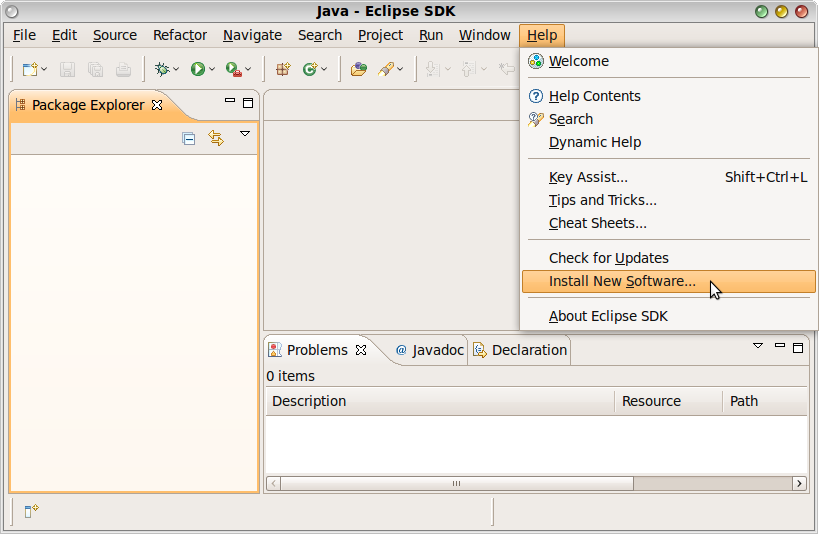 Java - Eclipse SDK
File Edit Source Refactor Navigate Search Project Run Window Help
Package Explorer
Welcome
Help Contents
Search
Dynamic Help
Key Assist... Shift+Ctrl+L
Tips and Tricks...
Cheat Sheets...
Check for Updates
Install New Software...
About Eclipse SDK
Problems @ Javadoc Declaration
0 items
Description Resource Path